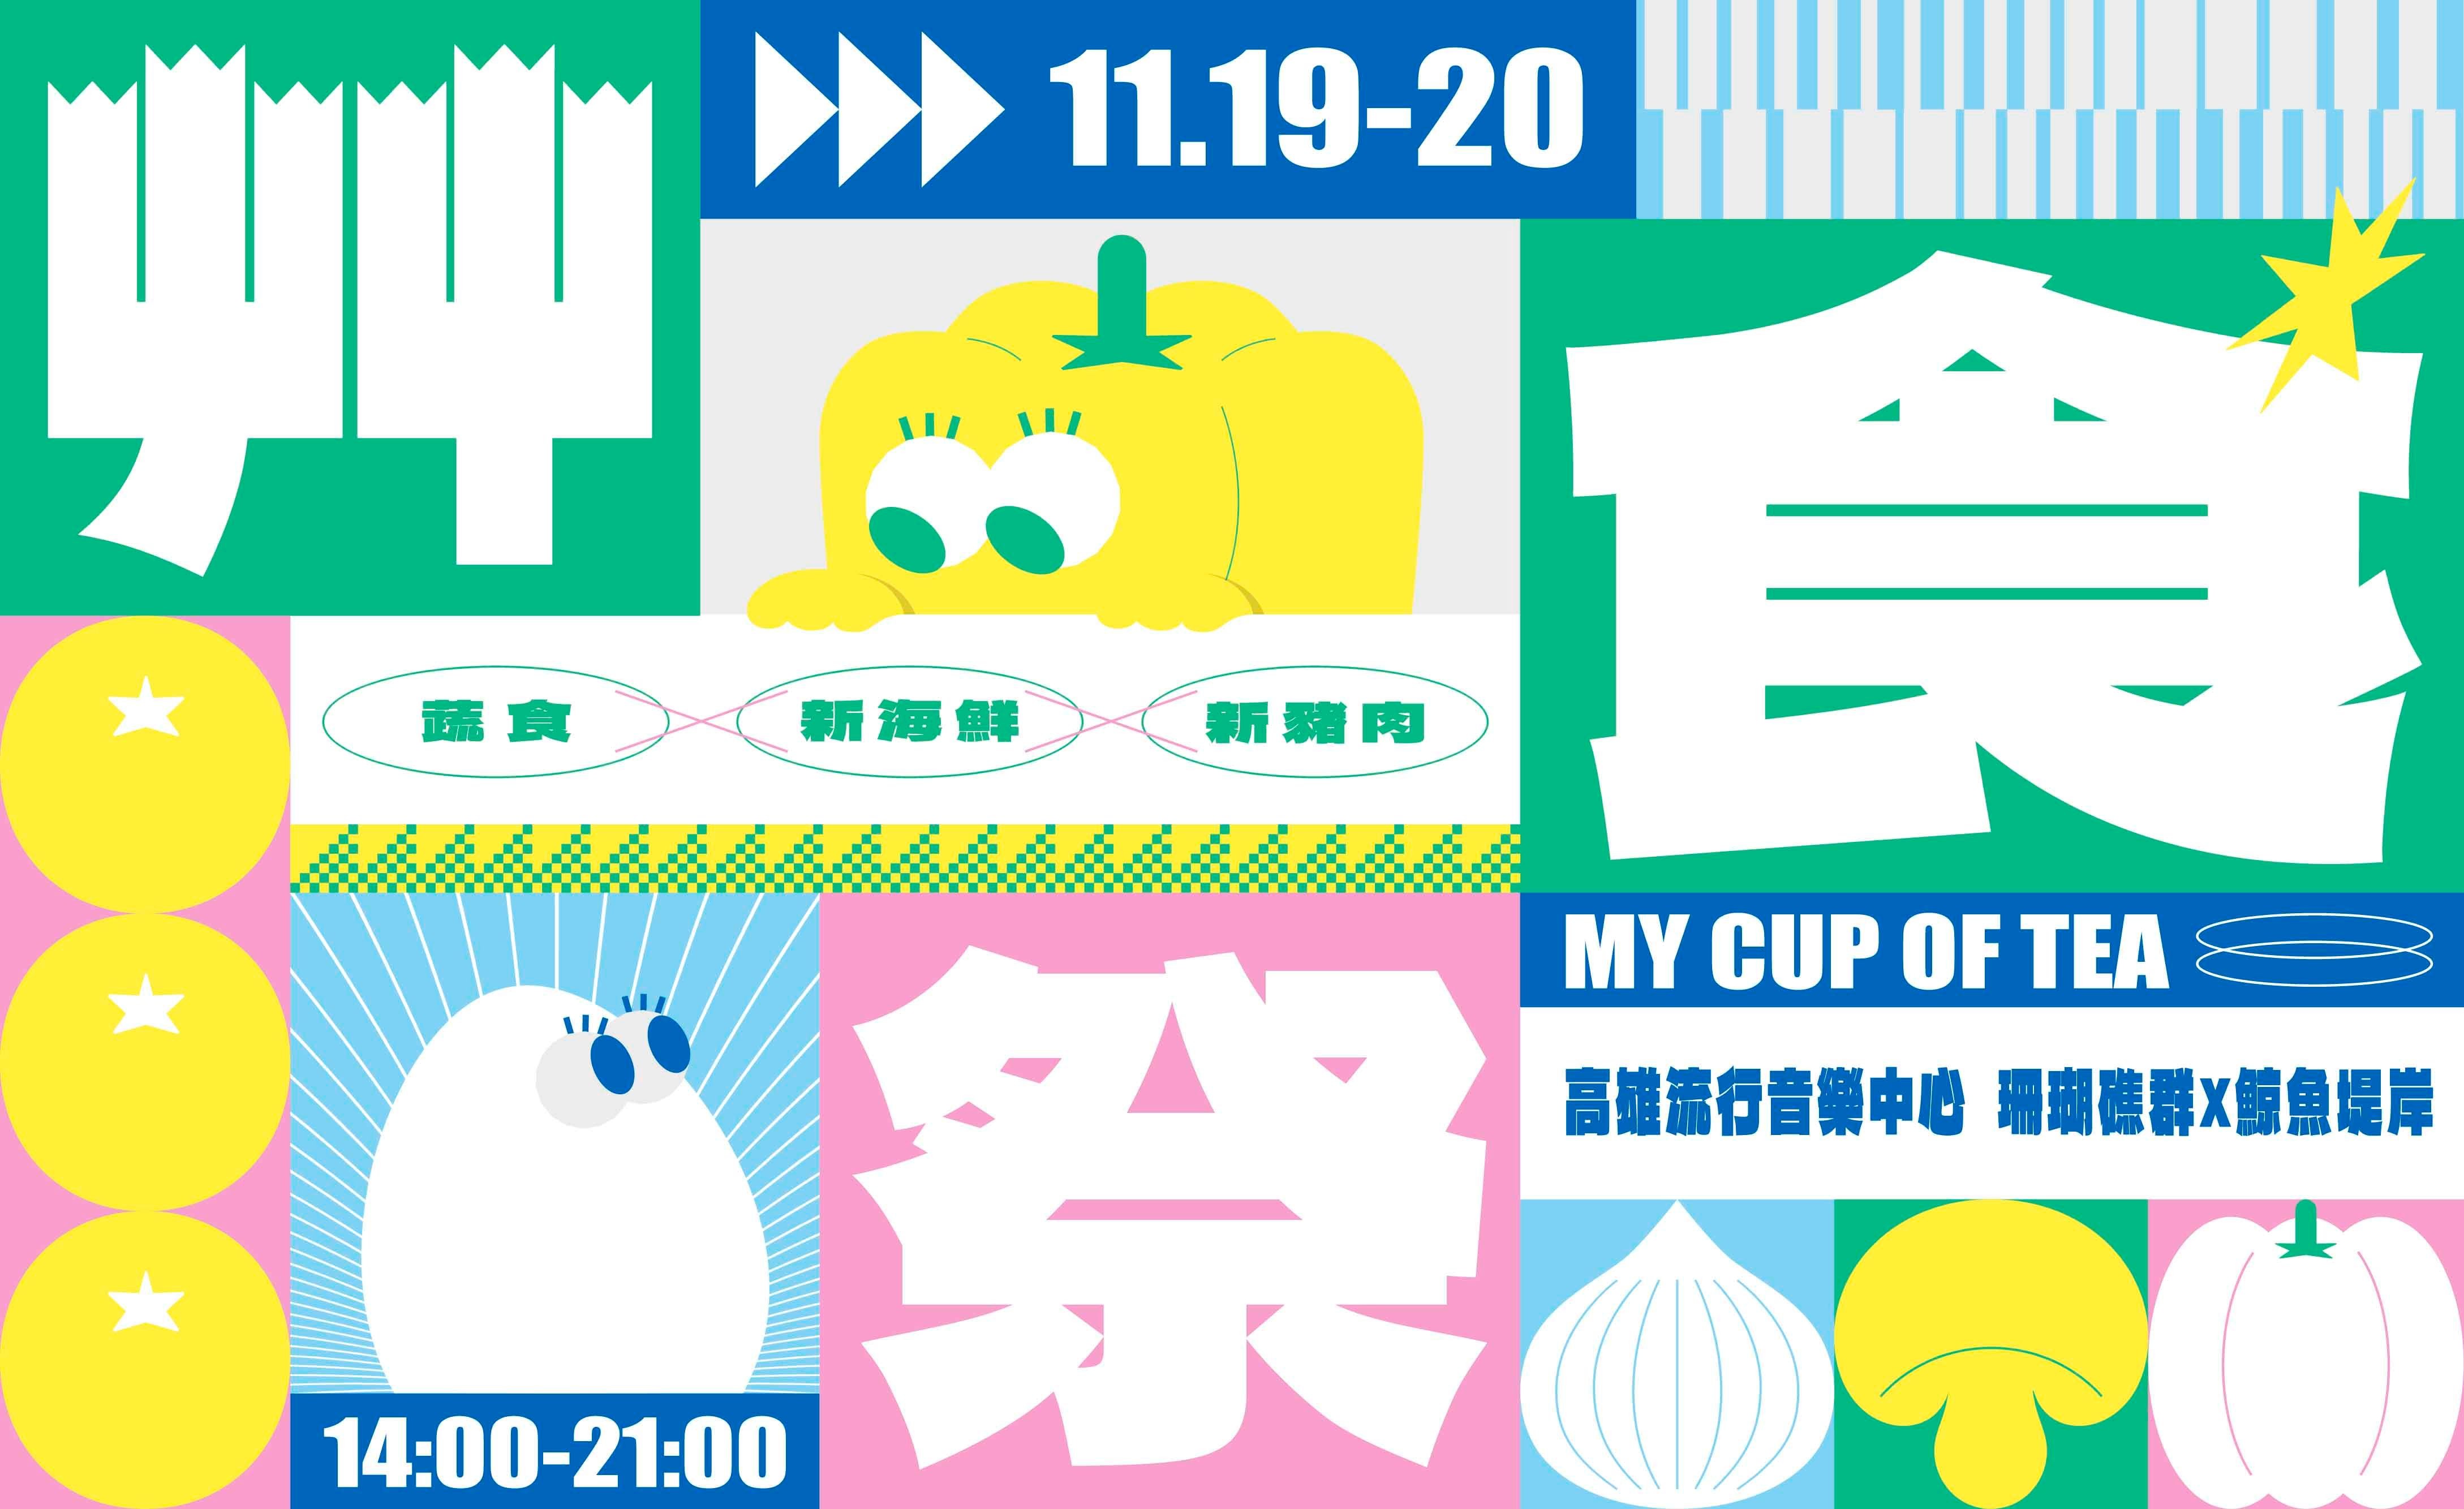 艸
11.19-20
食
蔬食
新海鮮
新豬肉
祭
14:00-21:00
MY CUP OF TEA
高雄流行音樂中心 珊瑚礁群x鯨魚堤岸